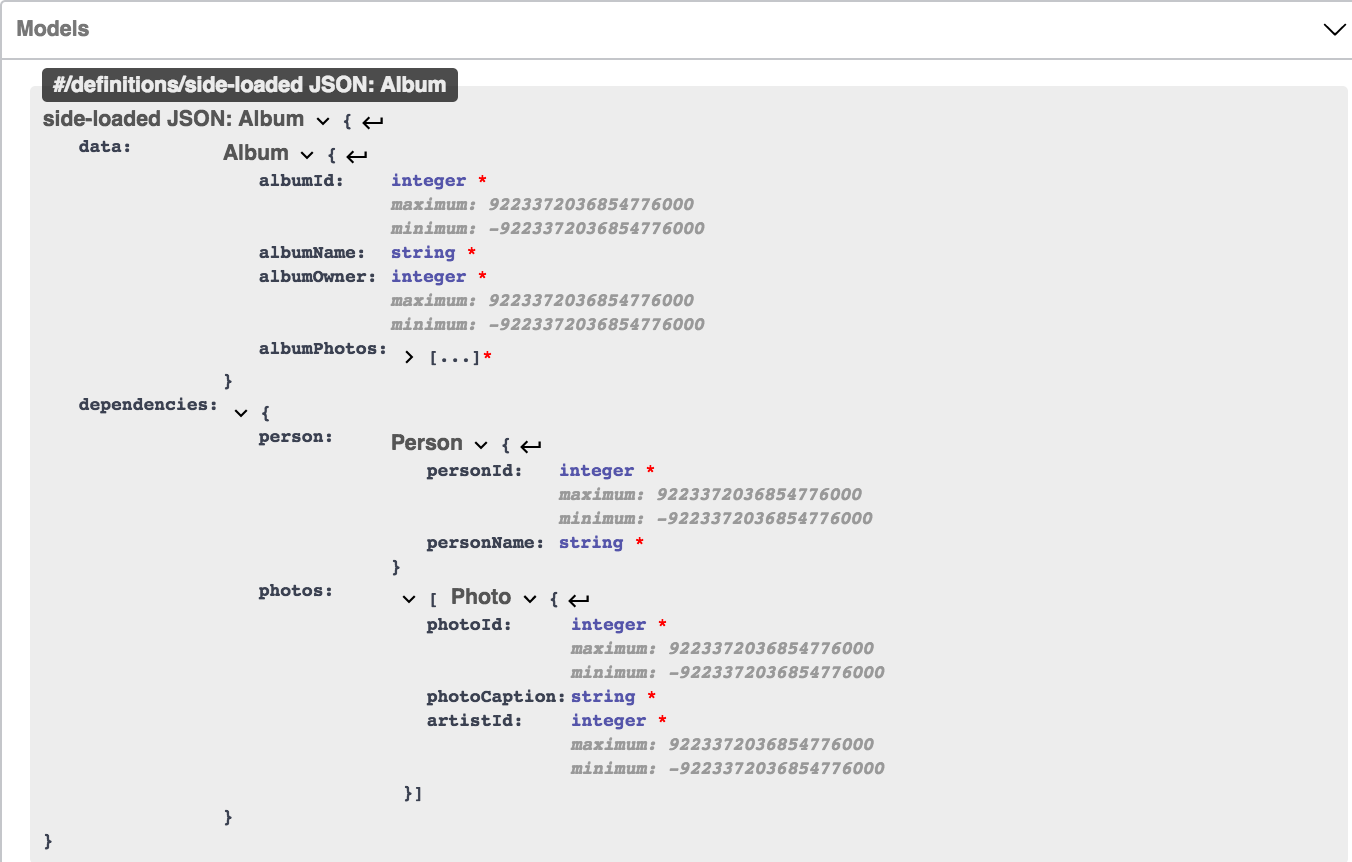 Models
#/definitions/side-loaded JSON: Album
side-loaded JSON: Album {
data: Album {
albumId: integer *
maximum: 9223372036854776000
minimum: -9223372036854776000
albumName: string *
albumOwner: integer *
maximum: 9223372036854776000
minimum: -9223372036854776000
albumPhotos: [...]*
}
dependencies: {
person: Person {
personId: integer *
maximum: 9223372036854776000
minimum: -9223372036854776000
personName: string *
}
photos: [ Photo {
photoId: integer *
maximum: 9223372036854776000
minimum: -9223372036854776000
photoCaption: string *
artistId: integer *
maximum: 9223372036854776000
minimum: -9223372036854776000
}]
}
}